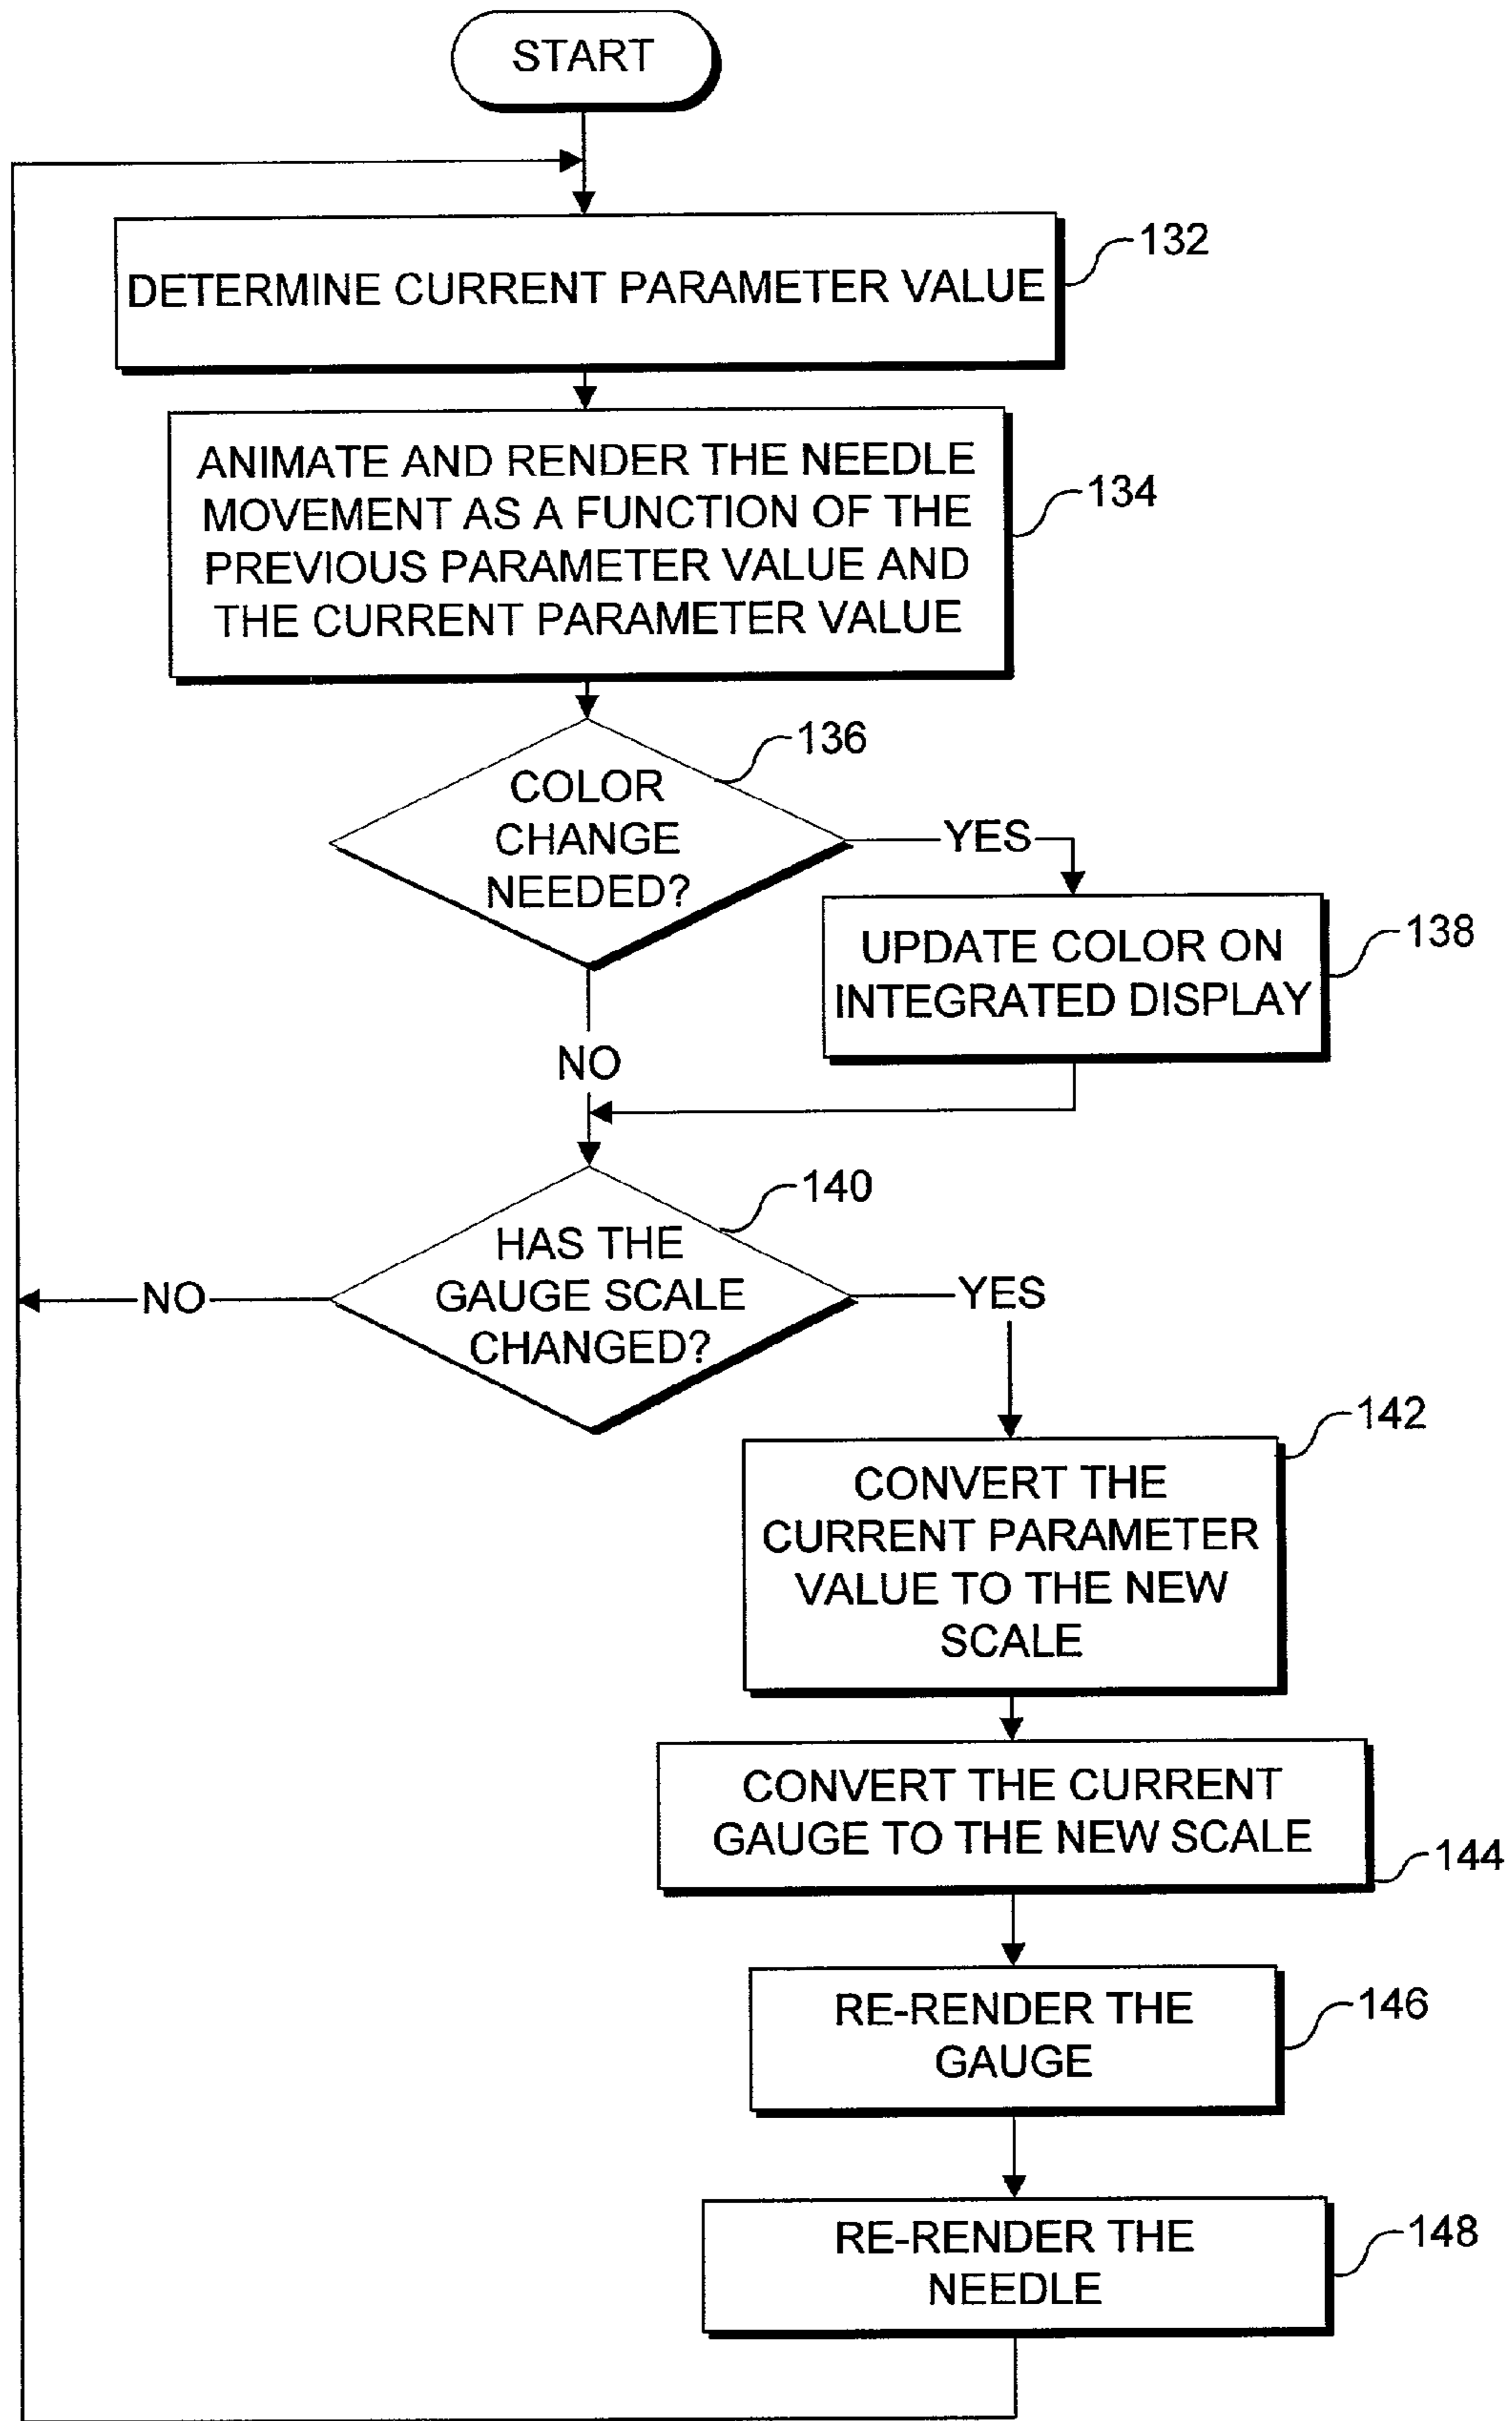 START
132
DETERMINE CURRENT PARAMETER VALUE
ANIMATE AND RENDER THE NEEDLE
MOVEMENT AS A FUNCTION OF THE
PREVIOUS PARAMETER VALUE AND
THE CURRENT PARAMETER VALUE
134
136
COLOR
CHANGE
NEEDED?
YES
138
UPDATE COLOR ON
INTEGRATED DISPLAY
NO
140
HAS THE
GAUGE SCALE
CHANGED?
NO
YES
142
CONVERT THE
CURRENT PARAMETER
VALUE TO THE NEW
SCALE
CONVERT THE CURRENT
GAUGE TO THE NEW SCALE
144
RE-RENDER THE
GAUGE
146
RE-RENDER THE
NEEDLE
148